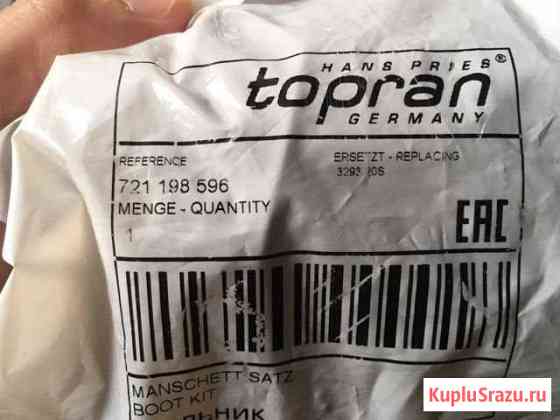 HANS PRIES®
topran
GERMANY
REFERENCE
721 198 596
MENGE - QUANTITY
1
ERSETZT - REPLACING
EAC
MANSCHETT SATZ
BOOT KIT
KupluSrazu.ru